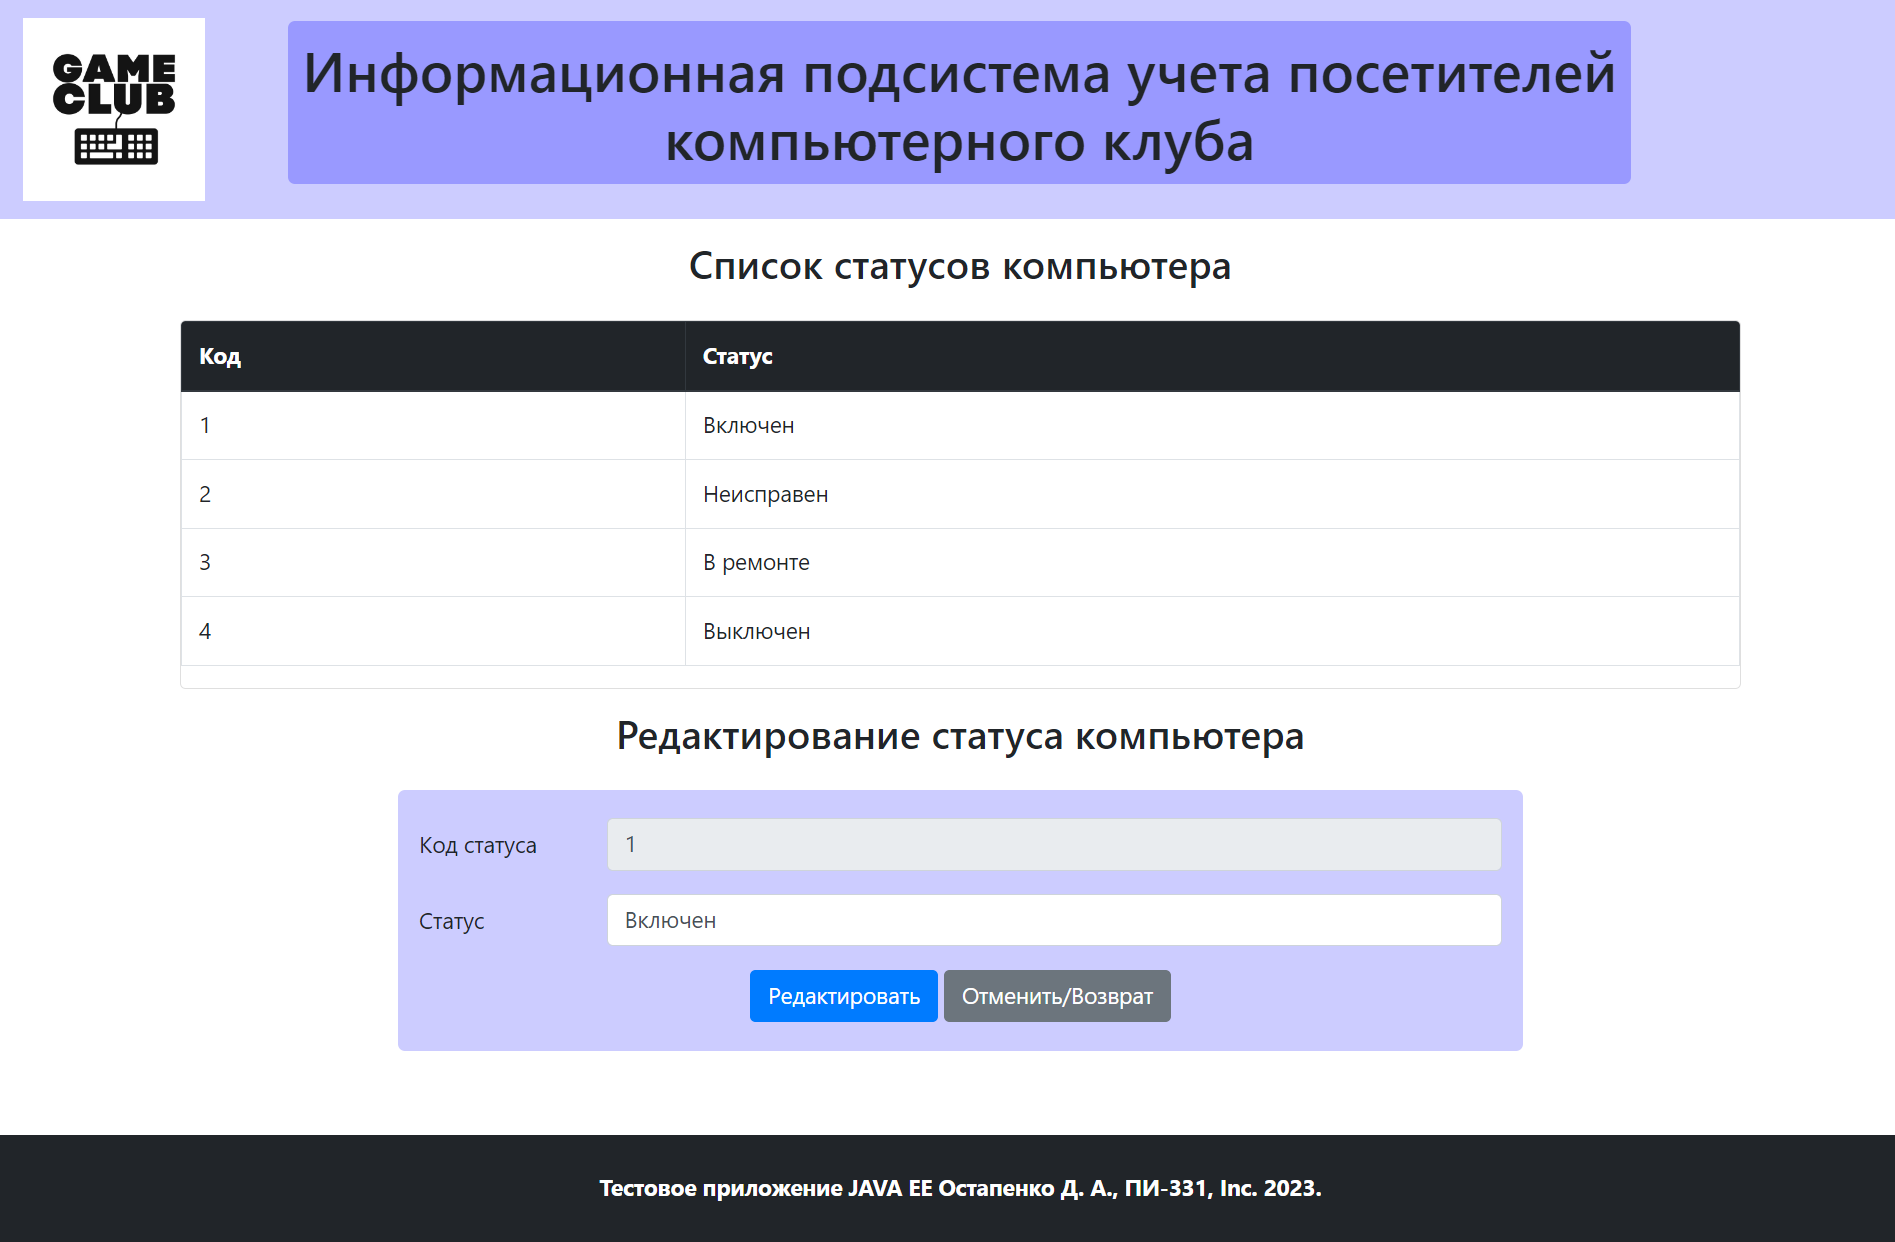 GAME
CLUB
Информационная подсистема учета посетителей
компьютерного клуба
Список статусов компьютера
Код Статус
1 Включен
2 Неисправен
3 В ремонте
4 Выключен
Редактирование статуса компьютера
Код статуса 1
Статус Включен
Редактировать Отменить/Возврат
Тестовое приложение JAVA EE Остапенко Д. А., ПИ-331, Inc. 2023.